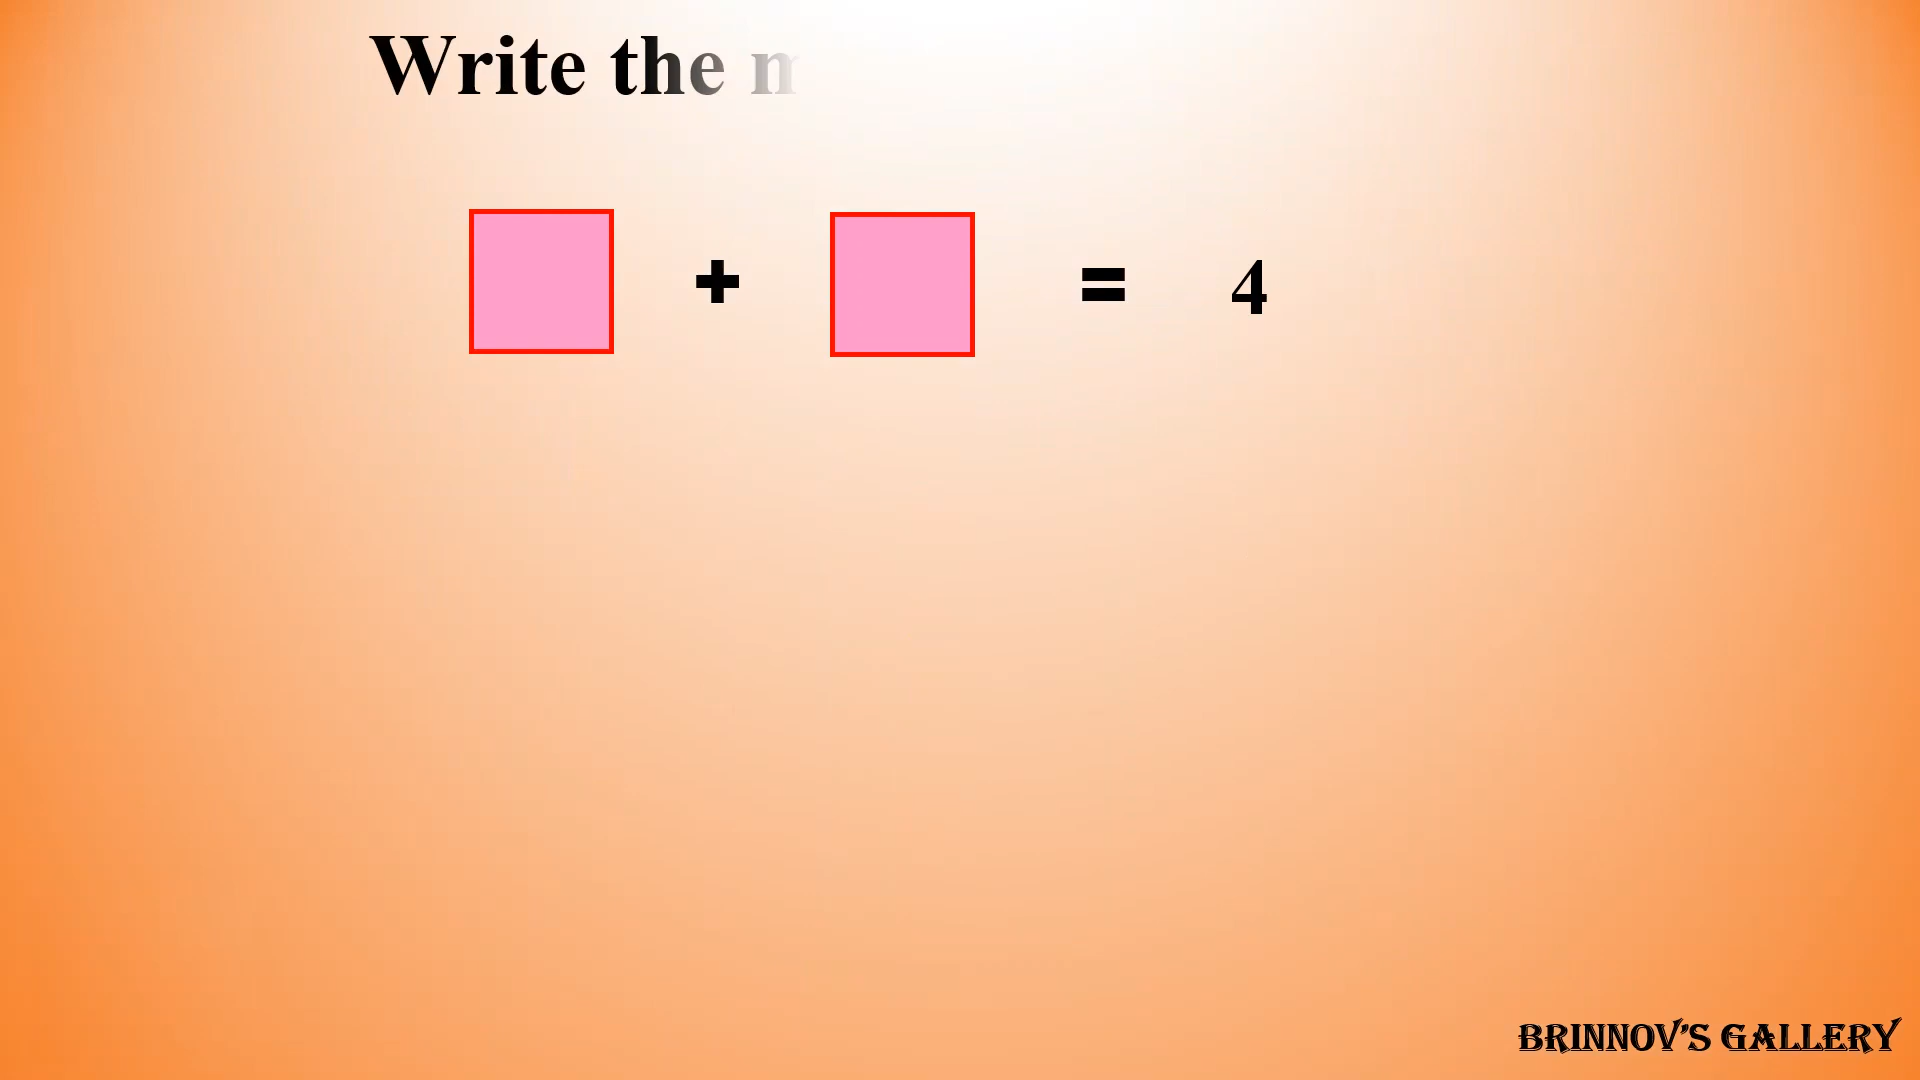 Write the
+ = 4
BRINNOV'S GALLERY